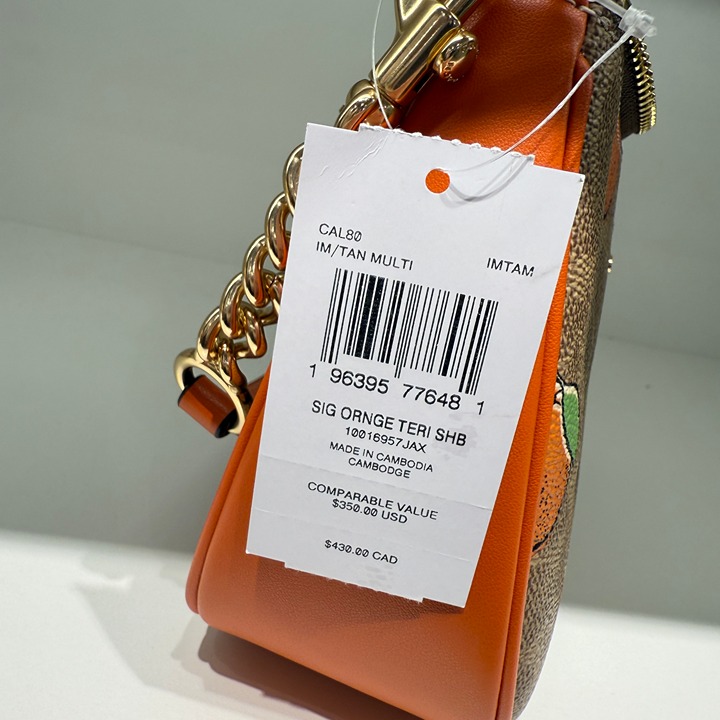 CAL80
IM/TAN MULTI IMTAM
1 96395 77648 1
SIG ORNGE TERI SHB
10016957JAX
MADE IN CAMBODIA
CAMBODGE
COMPARABLE VALUE
$350.00 USD
$430.00 CAD